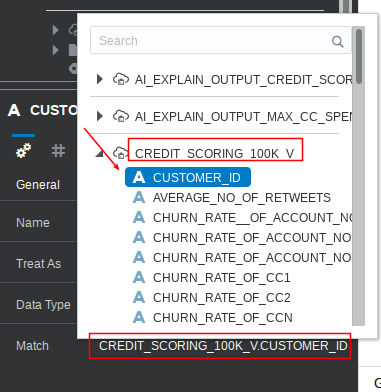 Search
AI_EXPLAIN_OUTPUT_CREDIT_SCOR
A CUSTOM
AI_EXPLAIN_OUTPUT_MAX_CC_SPEN
CREDIT_SCORING_100K_V
A CUSTOMER_ID
General
A AVERAGE_NO_OF_RETWEETS
Name
A CHURN_RATE__OF_ACCOUNT_NO
A CHURN_RATE_OF_ACCOUNT_NO
Treat As
A CHURN_RATE_OF_ACCOUNT_NO
A CHURN_RATE_OF_CC1
Data Type
A CHURN_RATE_OF_CC2
A CHURN_RATE_OF_CCN
Match
CREDIT_SCORING_100K_V.CUSTOMER_ID